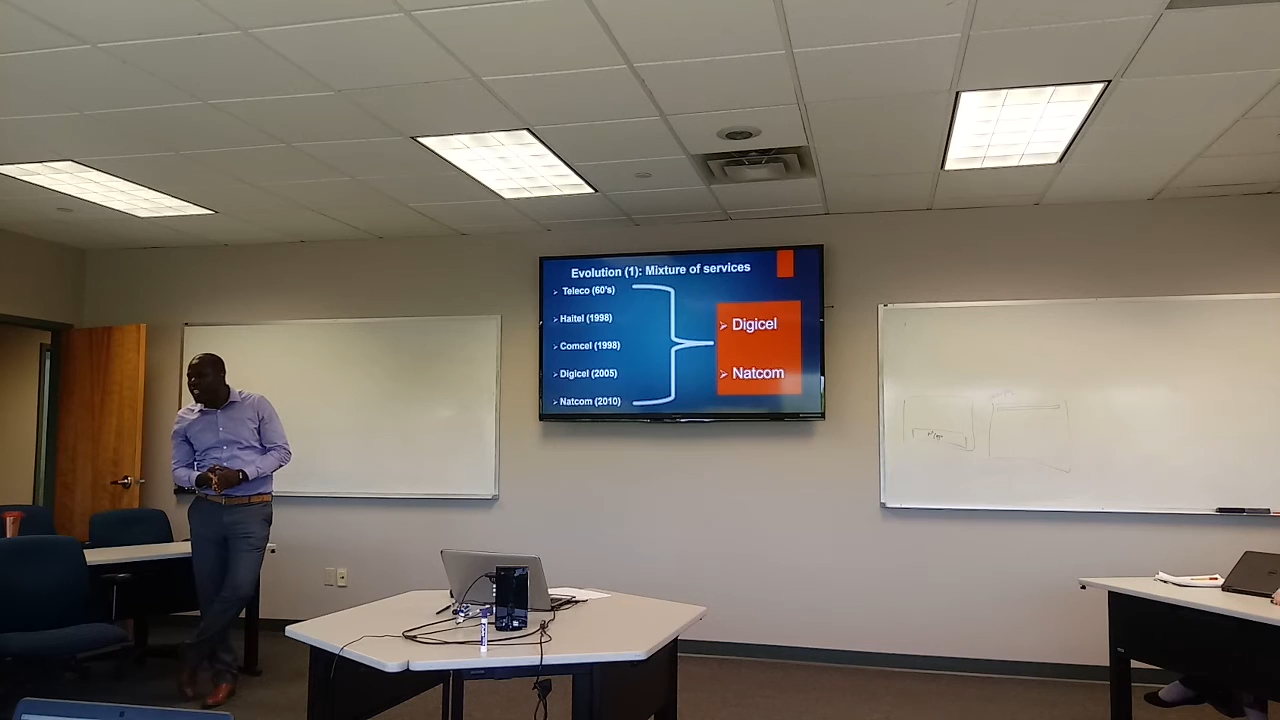 Evolution (1): Mixture of services
➢ Teleco (60's)
➢ Haitel (1998)
➢ Comcel (1998)
➢ Digicel (2005)
➢ Natcom (2010)
➢ Digicel
➢ Natcom